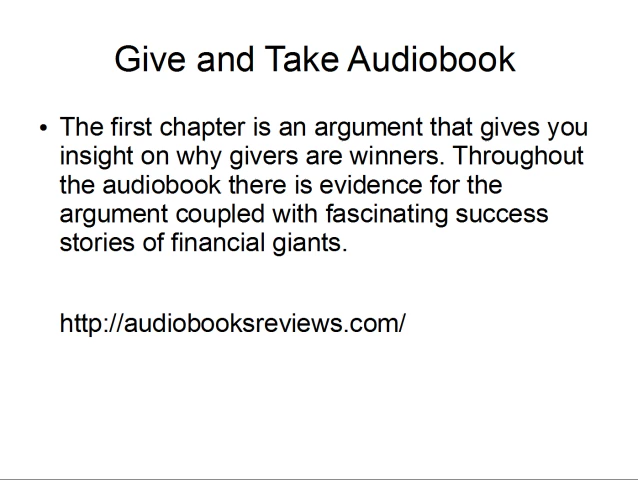 Give and Take Audiobook
• The first chapter is an argument that gives you
insight on why givers are winners. Throughout
the audiobook there is evidence for the
argument coupled with fascinating success
stories of financial giants.
http://audiobooksreviews.com/